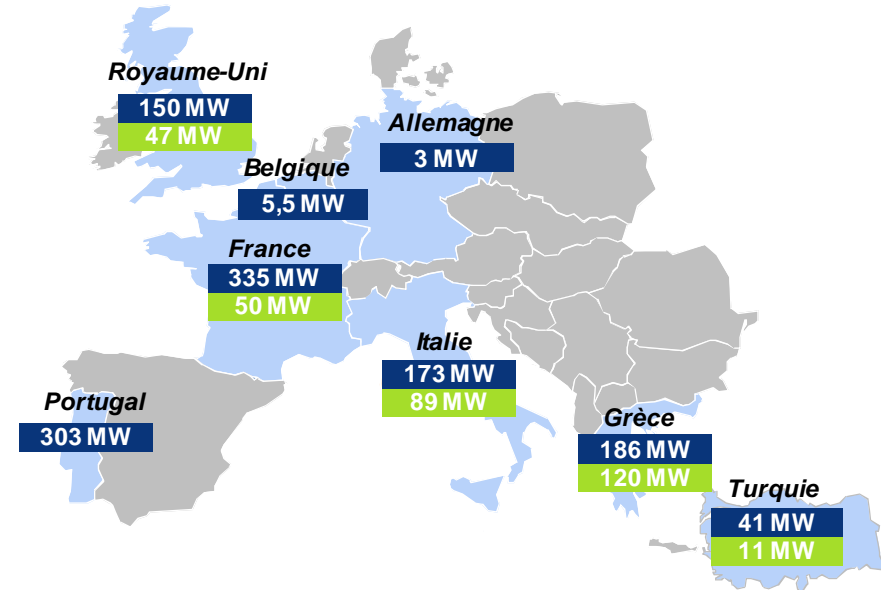 Royaume-Uni
150 MW
47 MW
Allemagne
3 MW
Belgique
5,5 MW
France
335 MW
50 MW
Italie
173 MW
89 MW
Portugal
303 MW
Grèce
186 MW
120 MW
Turquie
41 MW
11 MW